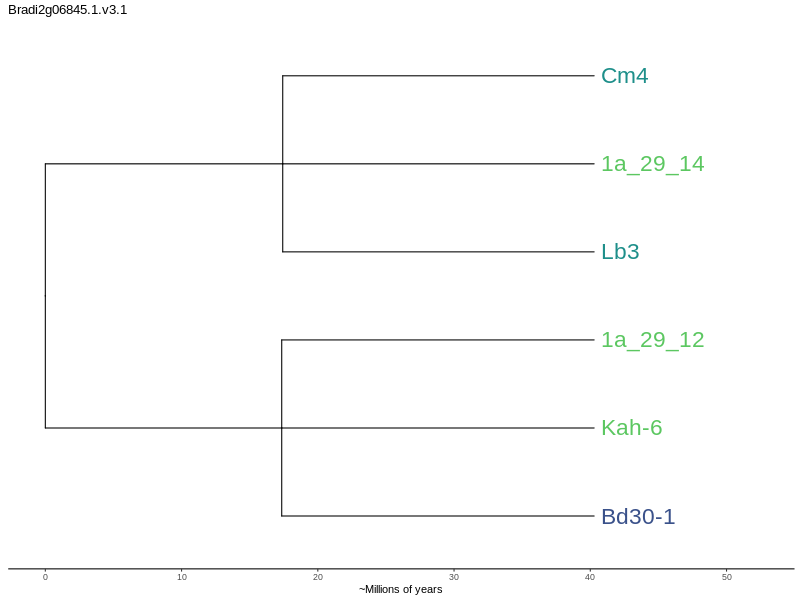 Bradi2g06845.1.v3.1
Cm4
1a_29_14
Lb3
1a_29_12
Kah-6
Bd30-1
0 10 20 30 40 50
~Millions of years